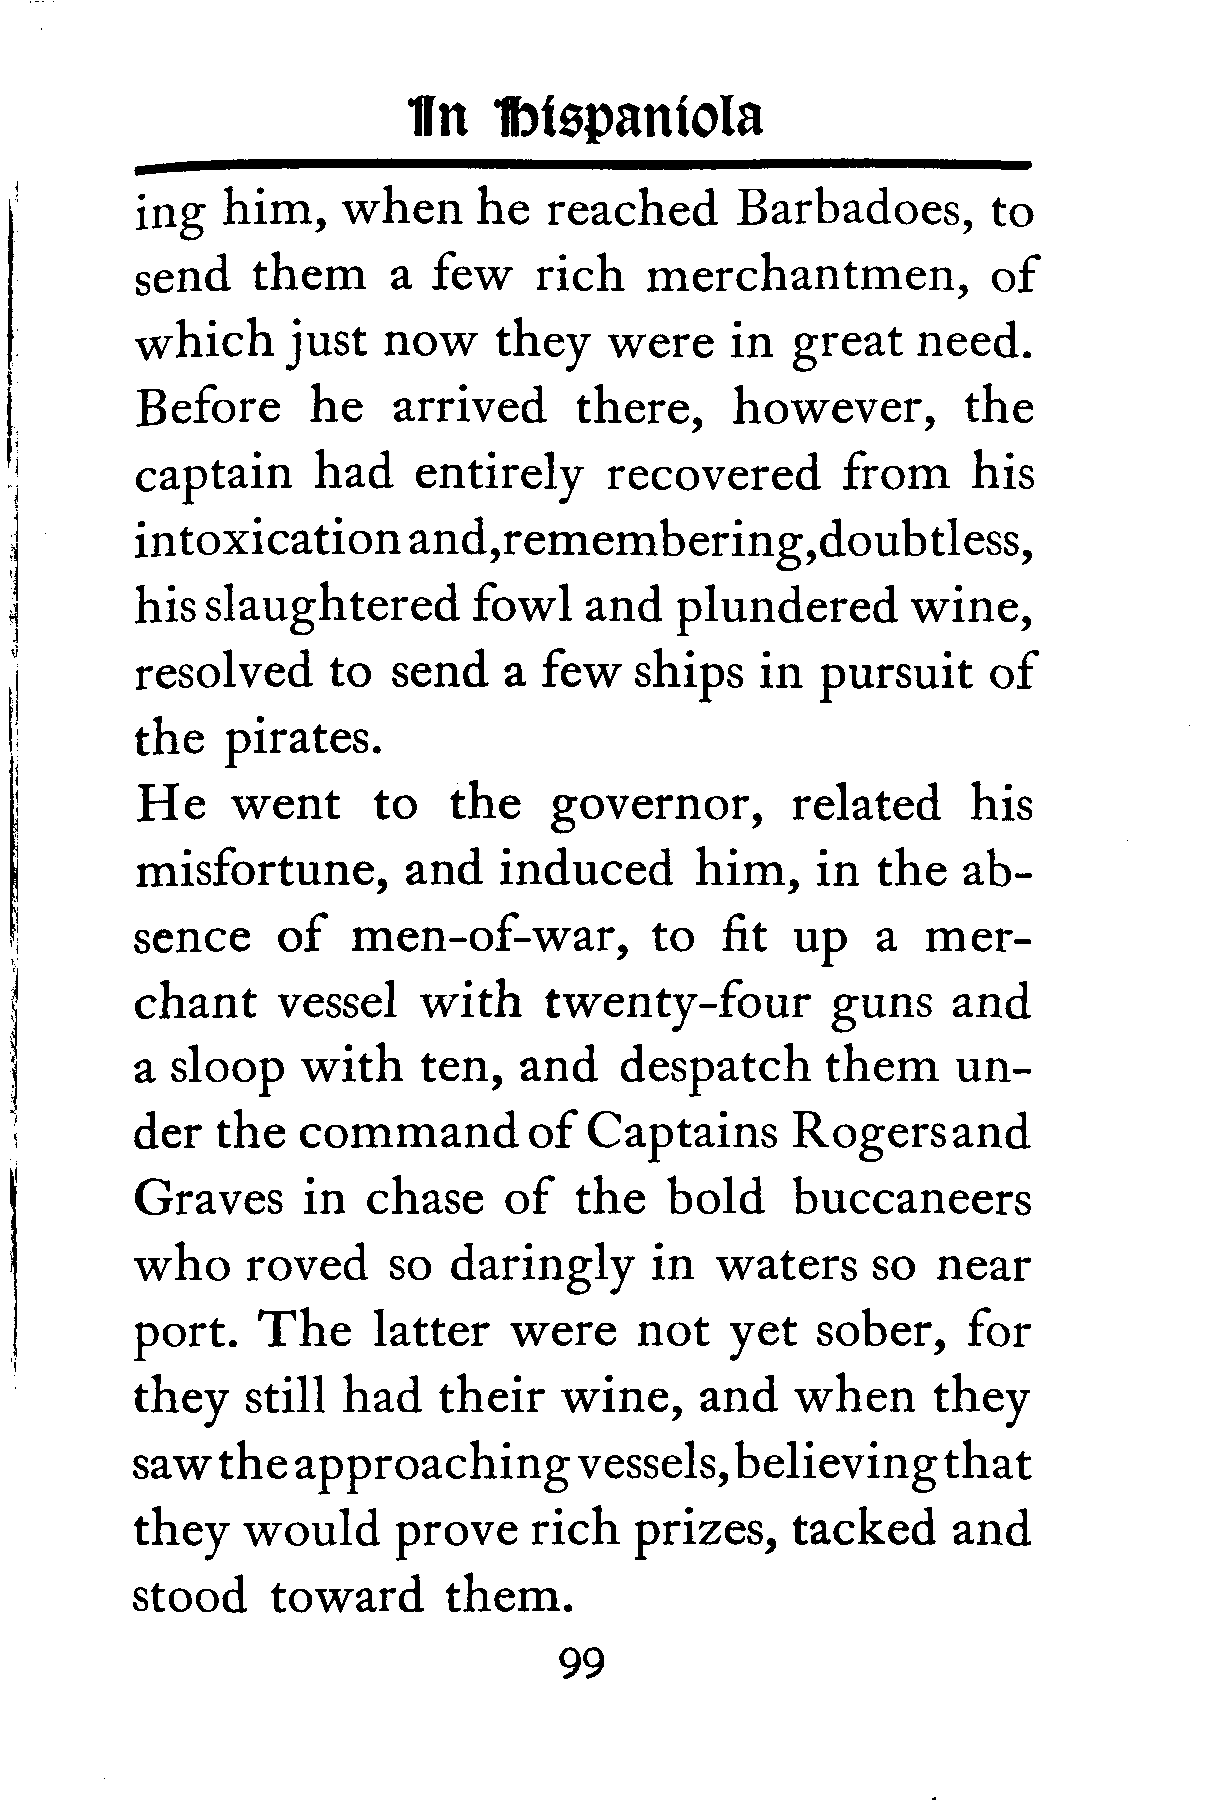 In Hispaniola
ing him, when he reached Barbadoes, to
send them a few rich merchantmen, of
which just now they were in great need.
Before he arrived there, however, the
captain had entirely recovered from his
intoxication and, remembering, doubtless,
his slaughtered fowl and plundered wine,
resolved to send a few ships in pursuit of
the pirates.
He went to the governor, related his
misfortune, and induced him, in the ab-
sence of men-of-war, to fit up a mer-
chant vessel with twenty-four guns and
a sloop with ten, and despatch them un-
der the command of Captains Rogers and
Graves in chase of the bold buccaneers
who roved so daringly in waters so near
port. The latter were not yet sober, for
they still had their wine, and when they
saw the approaching vessels, believing that
they would prove rich prizes, tacked and
stood toward them.
99